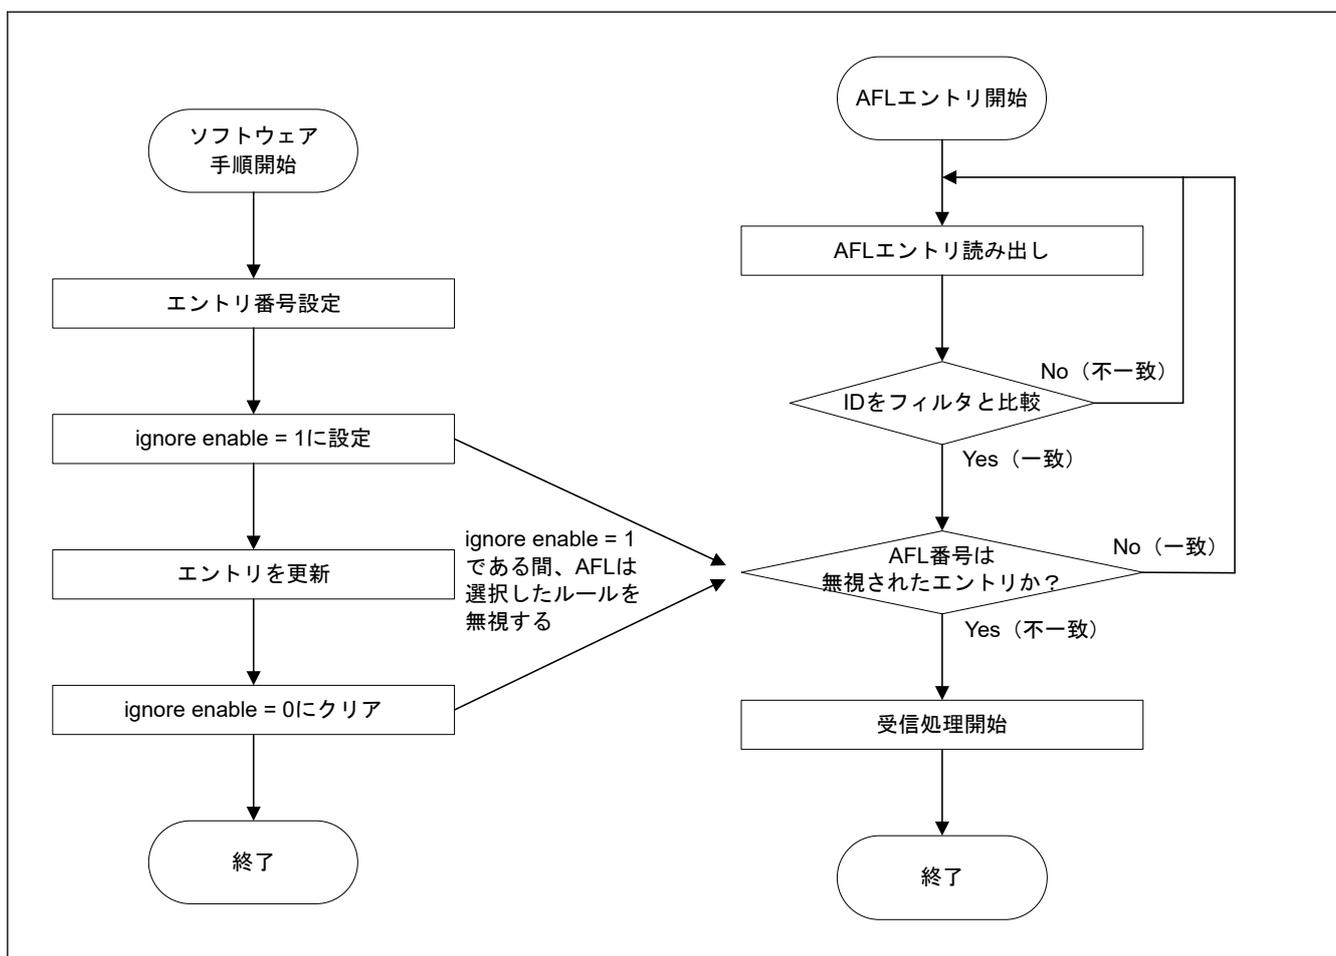 ソフトウェア
手順開始
エントリ番号設定
ignore enable = 1に設定
エントリを更新
ignore enable = 0にクリア
終了
ignore enable = 1
である間、AFLは
選択したルールを
無視する
AFLエントリ開始
AFLエントリ読み出し
IDをフィルタと比較
No（不一致）
Yes（一致）
AFL番号は
無視されたエントリか？
No（一致）
Yes（不一致）
受信処理開始
終了